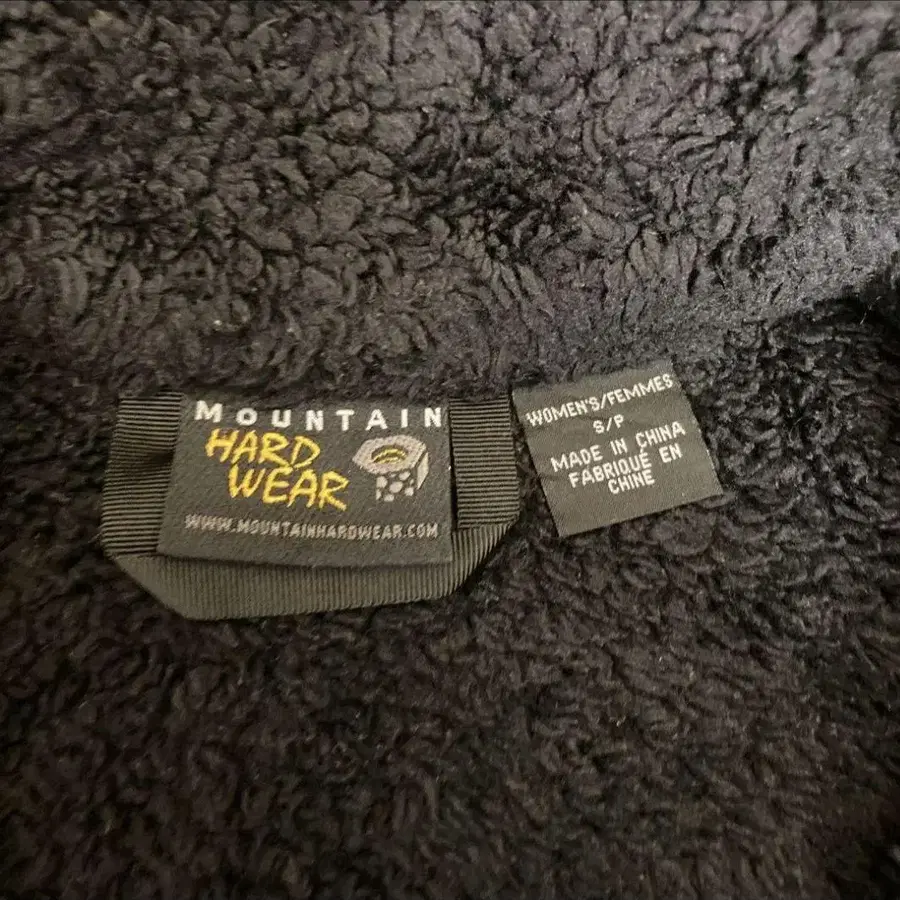 MOUNTAIN
HARD
WEAR
WWW.MOUNTAINHARDWEAR.COM
WOMEN'S/FEMMES
S/P
MADE IN CHINA
FABRIQUÉ EN
CHINE